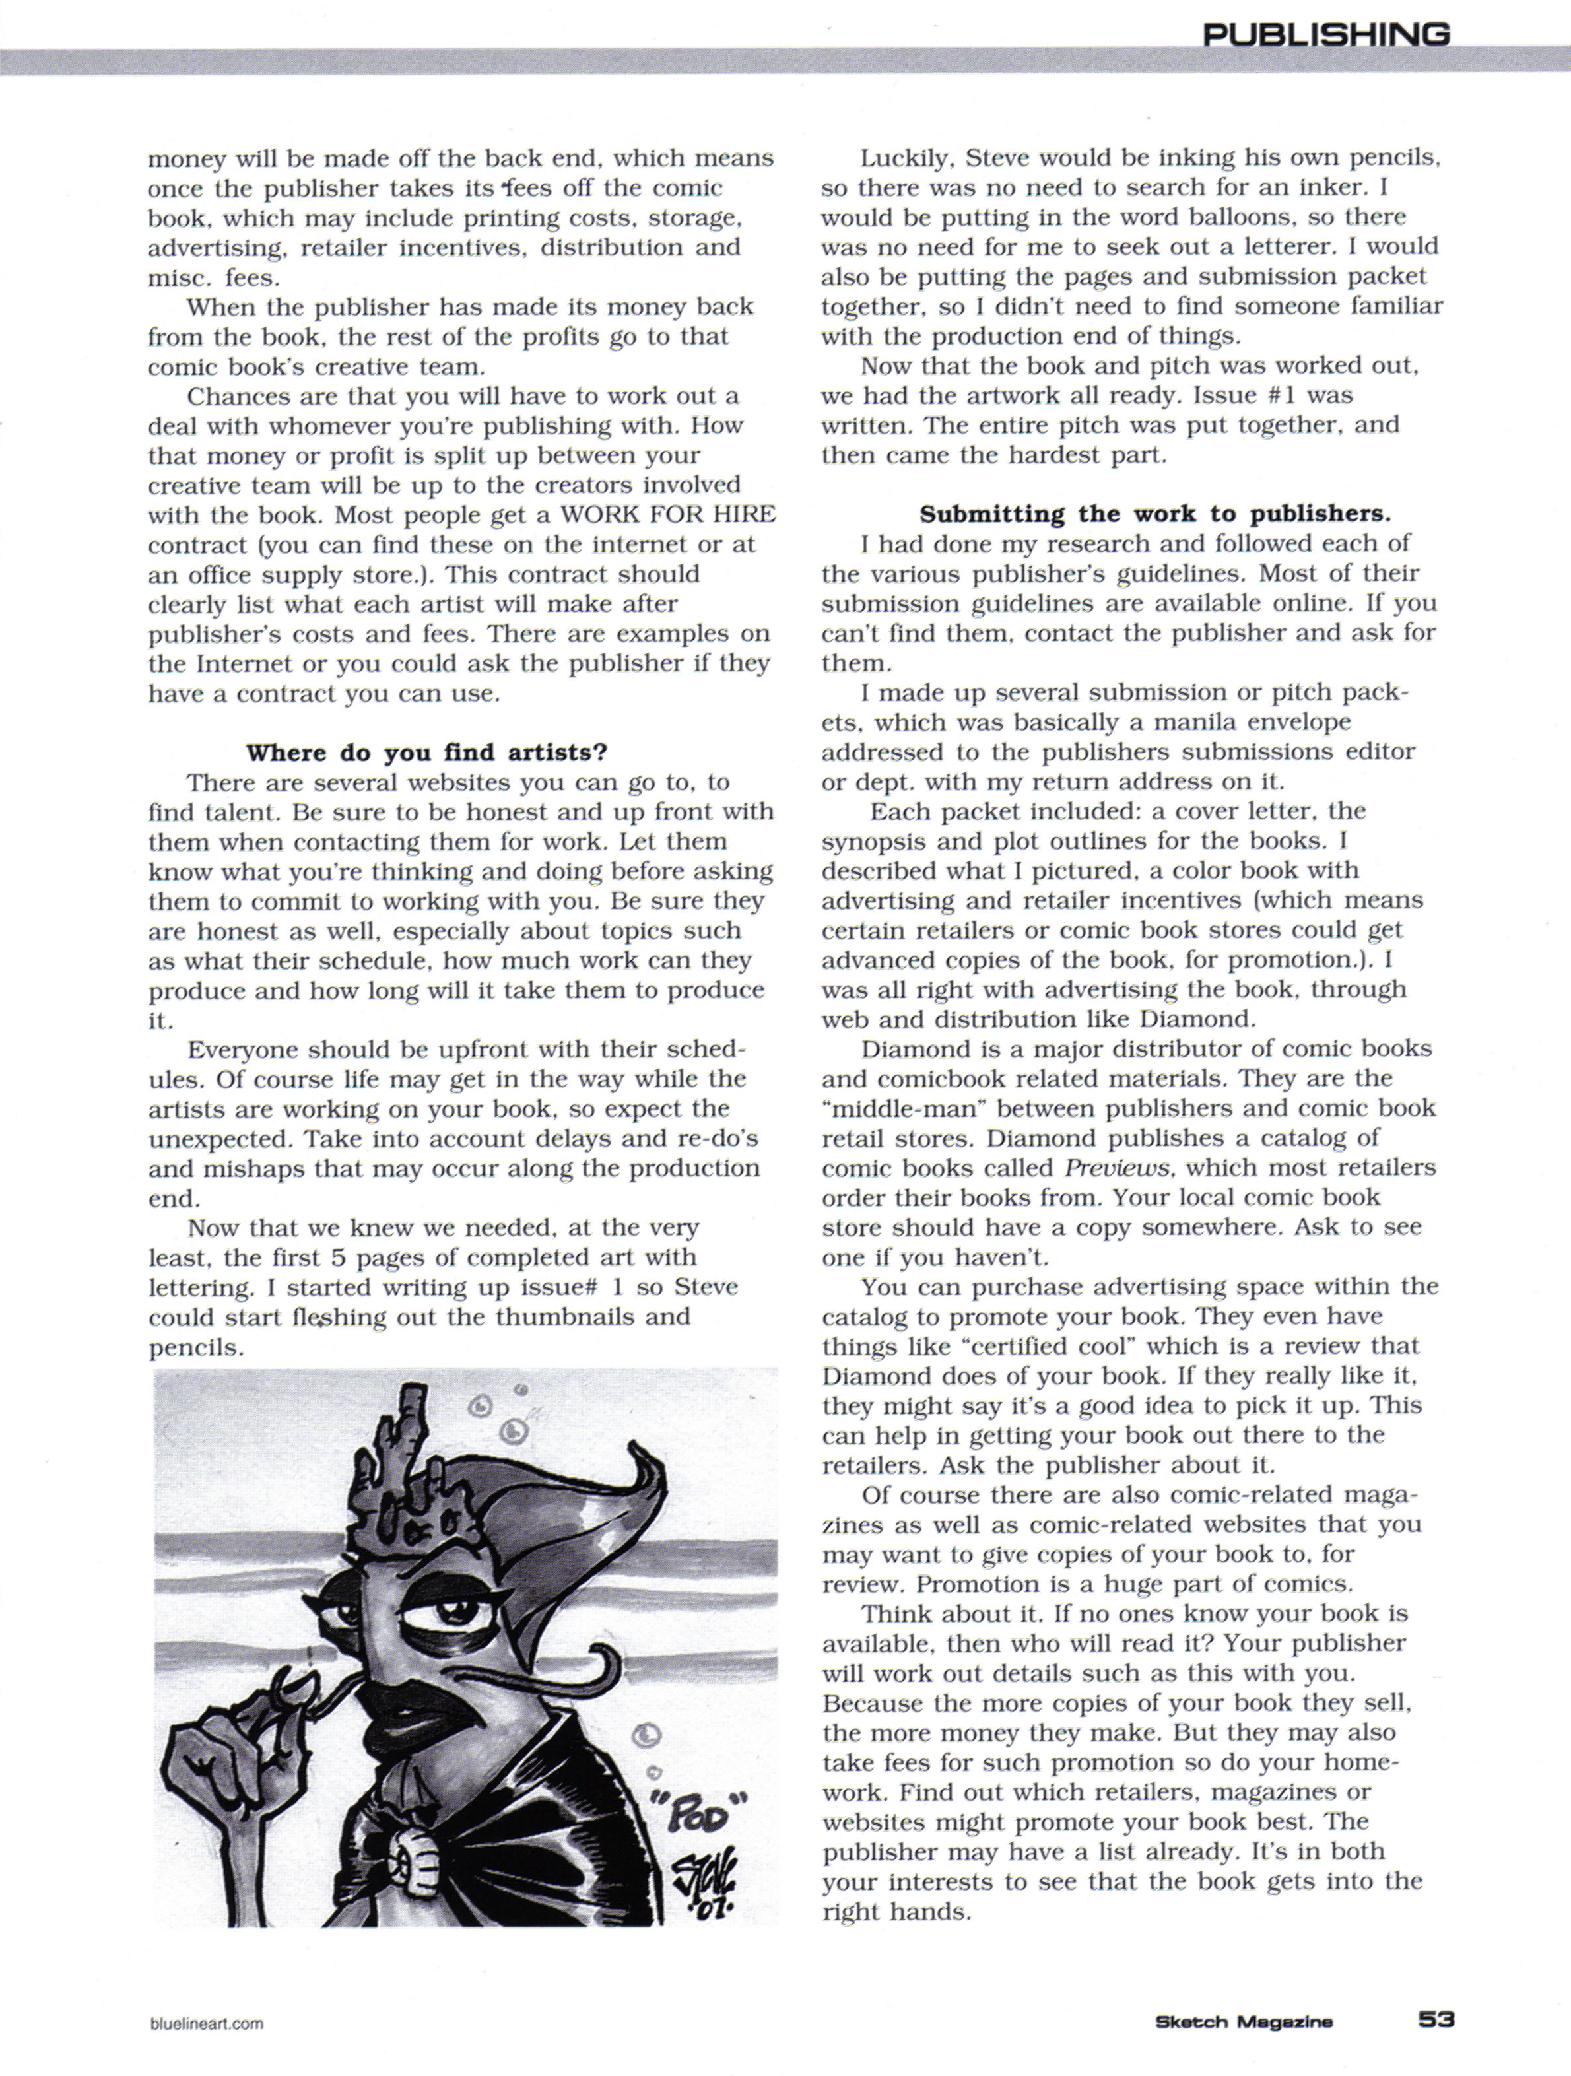 PUBLISHING
money will be made off the back end, which means
once the publisher takes its fees off the comic
book, which may include printing costs, storage,
advertising, retailer incentives, distribution and
misc. fees.
When the publisher has made its money back
from the book, the rest of the profits go to that
comic book's creative team.
Chances are that you will have to work out a
deal with whomever you're publishing with. How
that money or profit is split up between your
creative team will be up to the creators involved
with the book. Most people get a WORK FOR HIRE
contract (you can find these on the internet or at
an office supply store.). This contract should
clearly list what each artist will make after
publisher's costs and fees. There are examples on
the Internet or you could ask the publisher if they
have a contract you can use.
Where do you find artists?
There are several websites you can go to, to
find talent. Be sure to be honest and up front with
them when contacting them for work. Let them
know what you're thinking and doing before asking
them to commit to working with you. Be sure they
are honest as well, especially about topics such
as what their schedule, how much work can they
produce and how long will it take them to produce
it.
Everyone should be upfront with their sched-
ules. Of course life may get in the way while the
artists are working on your book, so expect the
unexpected. Take into account delays and re-do's
and mishaps that may occur along the production
end.
Now that we knew we needed, at the very
least, the first 5 pages of completed art with
lettering. I started writing up issue# 1 so Steve
could start fleshing out the thumbnails and
pencils.
"POD"
STEVE
'07.
Luckily, Steve would be inking his own pencils,
so there was no need to search for an inker. I
would be putting in the word balloons, so there
was no need for me to seek out a letterer. I would
also be putting the pages and submission packet
together, so I didn't need to find someone familiar
with the production end of things.
Now that the book and pitch was worked out,
we had the artwork all ready. Issue #1 was
written. The entire pitch was put together, and
then came the hardest part.
Submitting the work to publishers.
I had done my research and followed each of
the various publisher's guidelines. Most of their
submission guidelines are available online. If you
can't find them, contact the publisher and ask for
them.
I made up several submission or pitch pack-
ets, which was basically a manila envelope
addressed to the publishers submissions editor
or dept. with my return address on it.
Each packet included: a cover letter, the
synopsis and plot outlines for the books. I
described what I pictured, a color book with
advertising and retailer incentives (which means
certain retailers or comic book stores could get
advanced copies of the book, for promotion.). I
was all right with advertising the book, through
web and distribution like Diamond.
Diamond is a major distributor of comic books
and comicbook related materials. They are the
"middle-man" between publishers and comic book
retail stores. Diamond publishes a catalog of
comic books called Previews, which most retailers
order their books from. Your local comic book
store should have a copy somewhere. Ask to see
one if you haven't.
You can purchase advertising space within the
catalog to promote your book. They even have
things like "certified cool" which is a review that
Diamond does of your book. If they really like it,
they might say it's a good idea to pick it up. This
can help in getting your book out there to the
retailers. Ask the publisher about it.
Of course there are also comic-related maga-
zines as well as comic-related websites that you
may want to give copies of your book to, for
review. Promotion is a huge part of comics.
Think about it. If no ones know your book is
available, then who will read it? Your publisher
will work out details such as this with you.
Because the more copies of your book they sell,
the more money they make. But they may also
take fees for such promotion so do your home-
work. Find out which retailers, magazines or
websites might promote your book best. The
publisher may have a list already. It's in both
your interests to see that the book gets into the
right hands.
bluelineart.com
Sketch Magazine 53